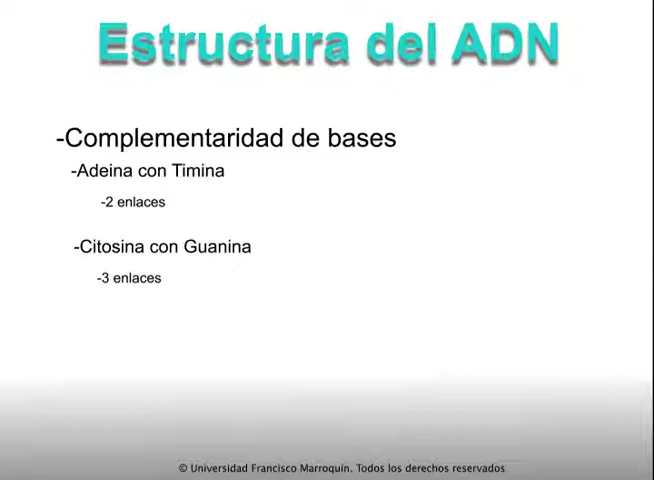 Estructura del ADN
-Complementaridad de bases
-Adeina con Timina
-2 enlaces
-Citosina con Guanina
-3 enlaces
© Universidad Francisco Marroquín. Todos los derechos reservados